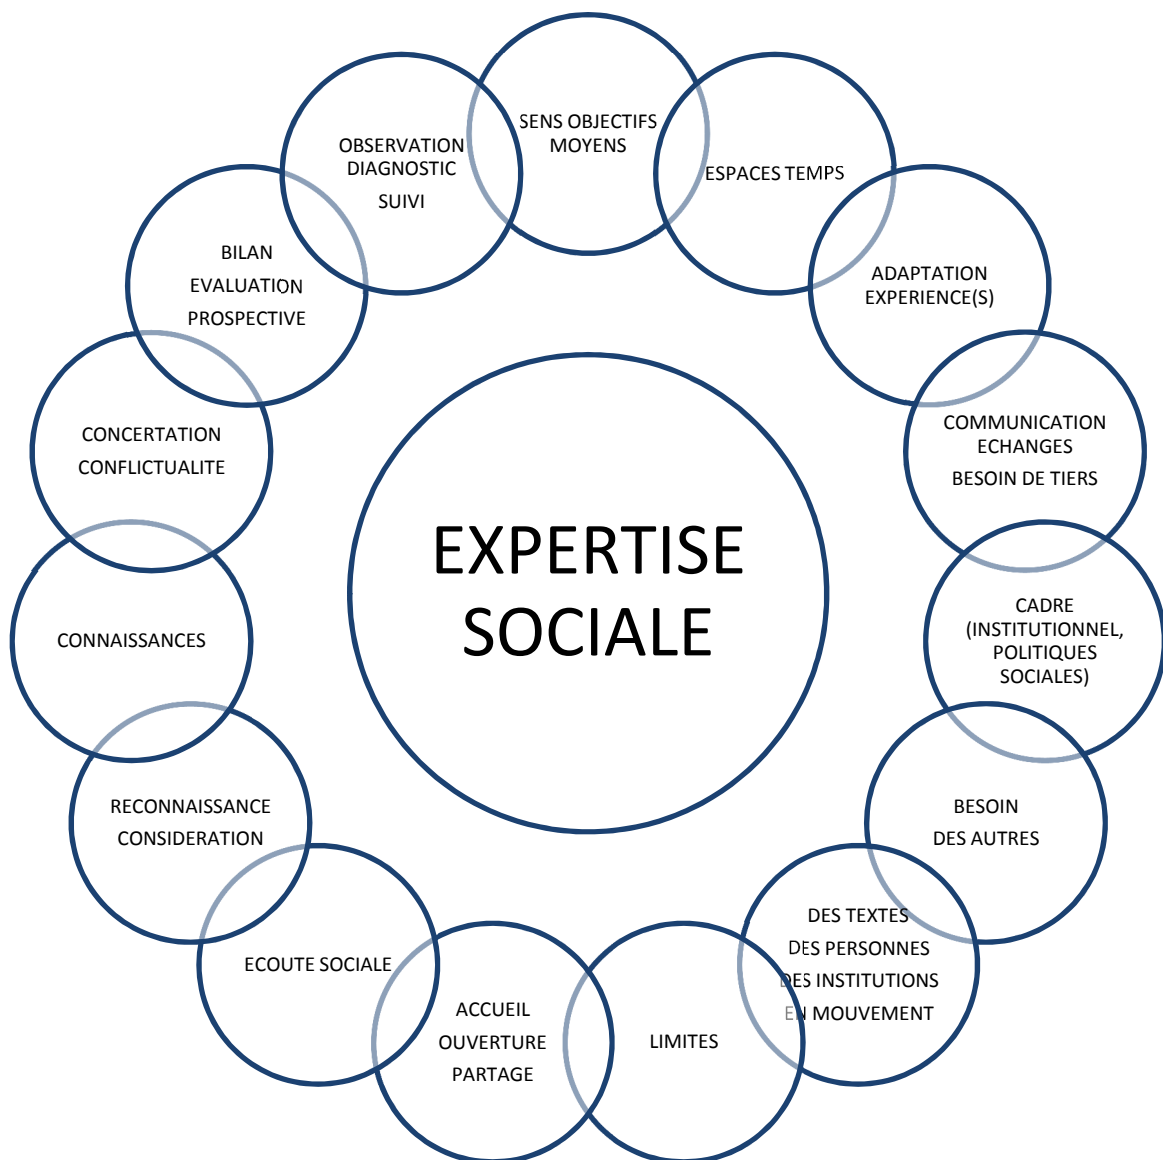 SENS OBJECTIFS
MOYENS
ESPACES TEMPS
ADAPTATION
EXPERIENCE(S)
COMMUNICATION
ECHANGES
BESOIN DE TIERS
CADRE
(INSTITUTIONNEL,
POLITIQUES
SOCIALES)
BESOIN
DES AUTRES
DES TEXTES
DES PERSONNES
DES INSTITUTIONS
EN MOUVEMENT
LIMITES
ACCUEIL
OUVERTURE
PARTAGE
ECOUTE SOCIALE
RECONNAISSANCE
CONSIDERATION
CONNAISSANCES
CONCERTATION
CONFLICTUALITE
BILAN
EVALUATION
PROSPECTIVE
OBSERVATION
DIAGNOSTIC
SUIVI
EXPERTISE
SOCIALE